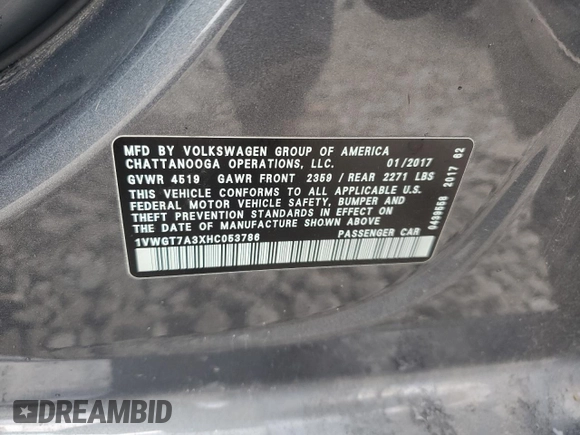 MFD BY VOLKSWAGEN GROUP OF AMERICA
CHATTANOOGA OPERATIONS, LLC. 01/2017
GVWR 4519 GAWR FRONT 2359 / REAR 2271 LBS
THIS VEHICLE CONFORMS TO ALL APPLICABLE U.S.
FEDERAL MOTOR VEHICLE SAFETY, BUMPER AND
THEFT PREVENTION STANDARDS IN EFFECT ON THE
DATE OF MANUFACTURE SHOWN ABOVE
1VWGT7A3XHC053786 PASSENGER CAR
0439558 2017 62
DREAMBID